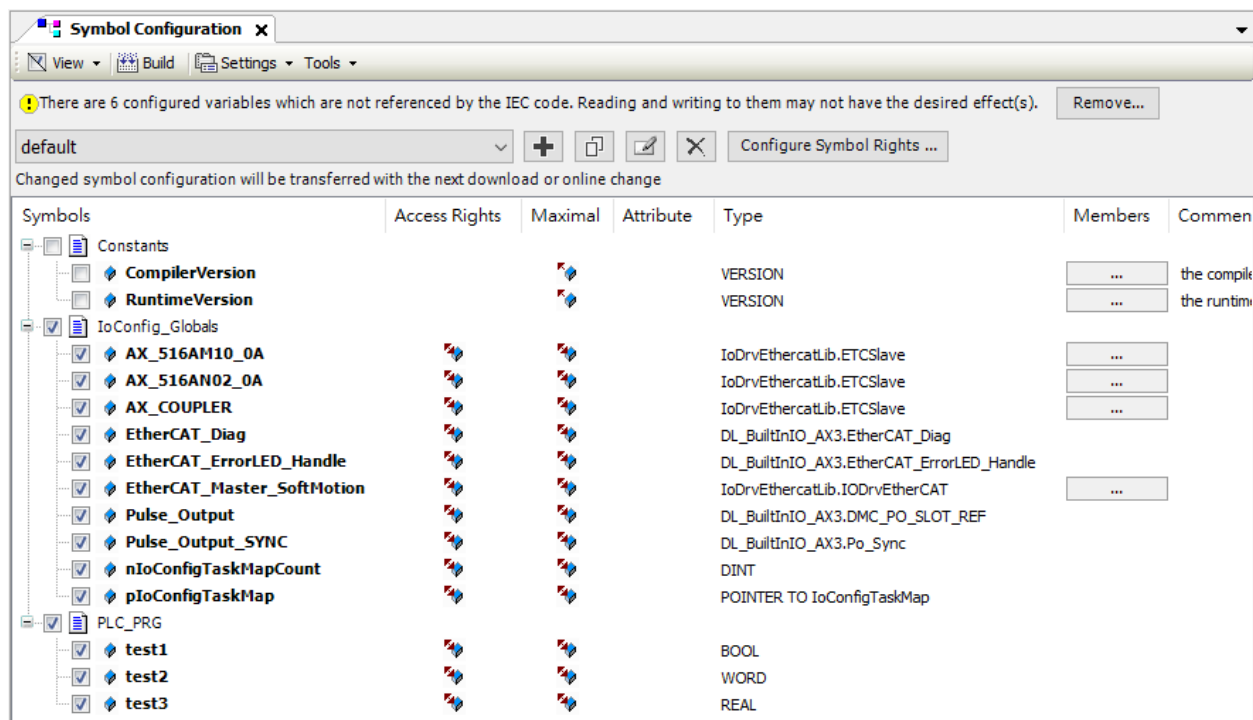 Symbol Configuration
View Build Settings Tools
There are 6 configured variables which are not referenced by the IEC code. Reading and writing to them may not have the desired effect(s). Remove...
default Configure Symbol Rights ...
Changed symbol configuration will be transferred with the next download or online change
Symbols Access Rights Maximal Attribute Type Members Commen
Constants
CompilerVersion VERSION ... the compile
RuntimeVersion VERSION ... the runtim
IoConfig_Globals
AX_516AM10_0A IoDrvEthercatLib.ETCSlave ...
AX_516AN02_0A IoDrvEthercatLib.ETCSlave ...
AX_COUPLER IoDrvEthercatLib.ETCSlave ...
EtherCAT_Diag DL_BuiltInIO_AX3.EtherCAT_Diag
EtherCAT_ErrorLED_Handle DL_BuiltInIO_AX3.EtherCAT_ErrorLED_Handle
EtherCAT_Master_SoftMotion IoDrvEthercatLib.IODrvEtherCAT ...
Pulse_Output DL_BuiltInIO_AX3.DMC_PO_SLOT_REF
Pulse_Output_SYNC DL_BuiltInIO_AX3.Po_Sync
nIoConfigTaskMapCount DINT
pIoConfigTaskMap POINTER TO IoConfigTaskMap
PLC_PRG
test1 BOOL
test2 WORD
test3 REAL